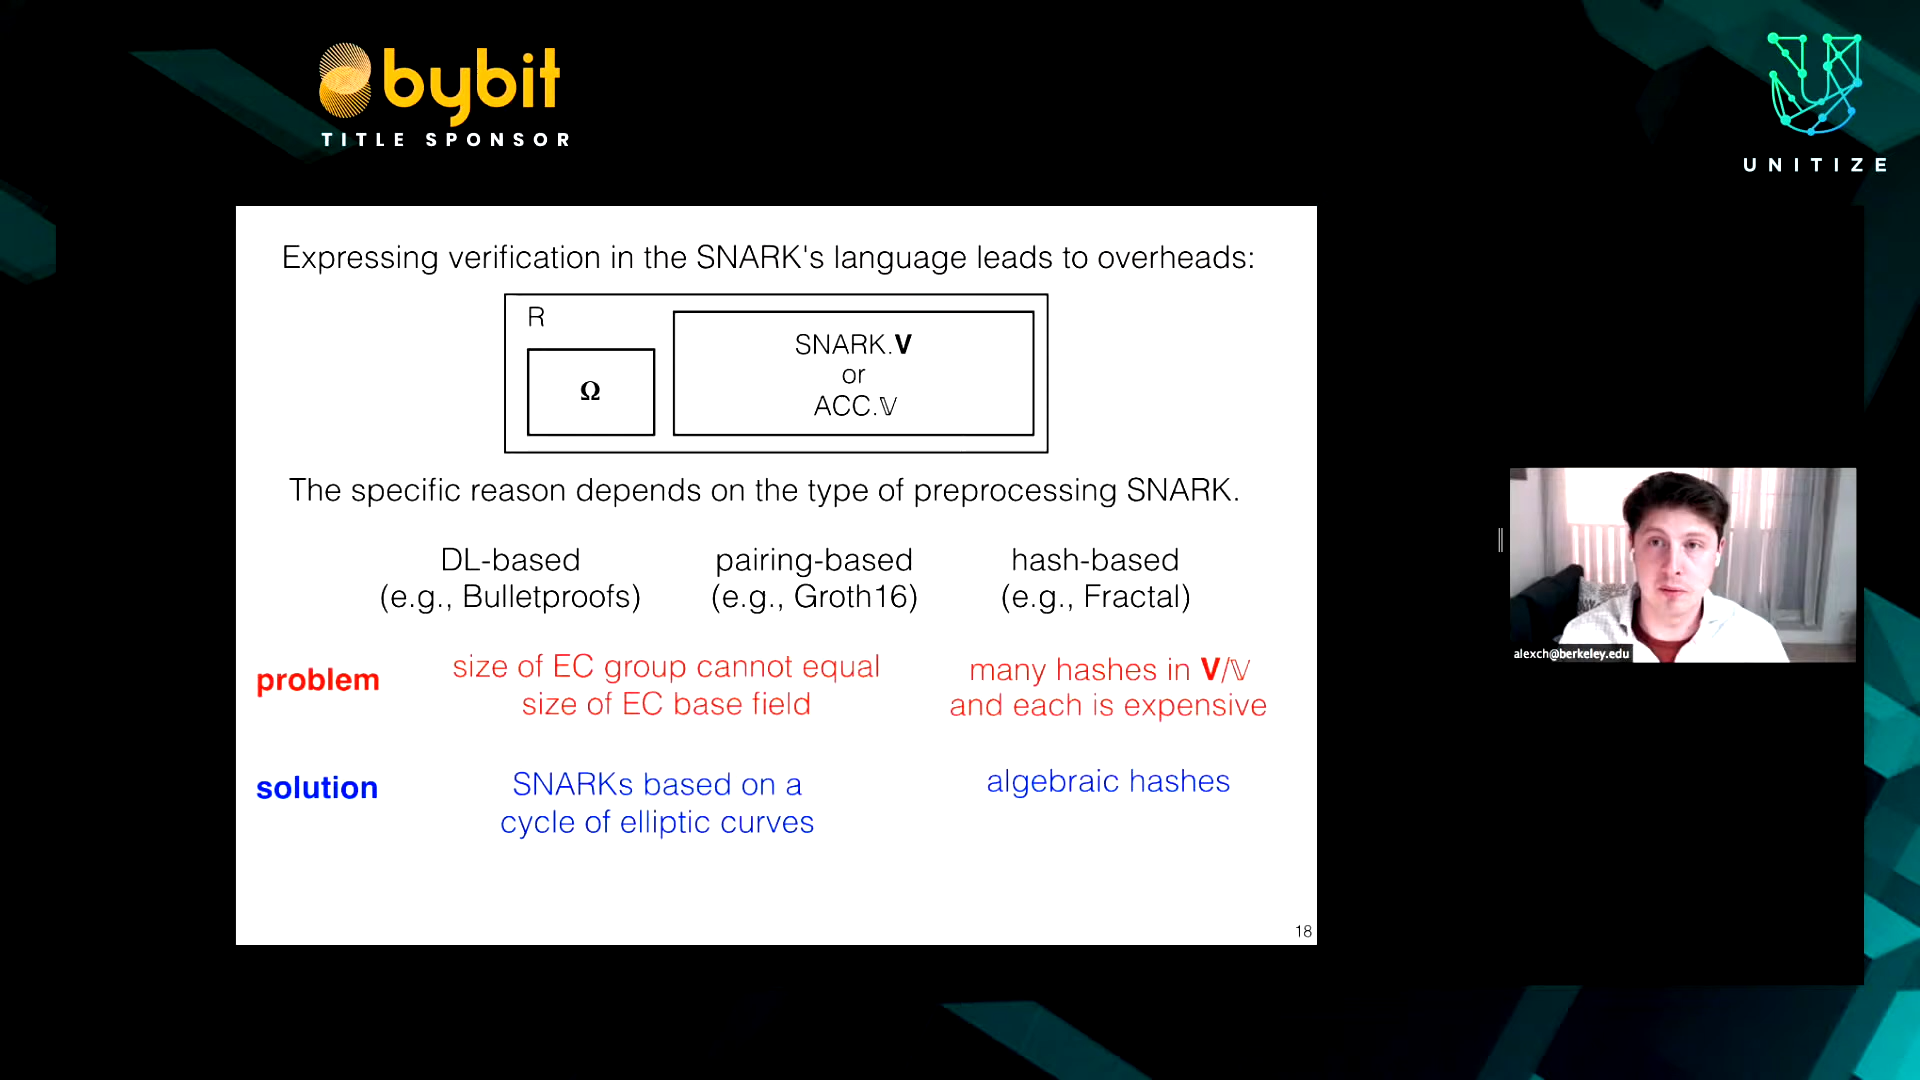 bybit
TITLE SPONSOR
UNITIZE
Expressing verification in the SNARK's language leads to overheads:
R
Ω
SNARK.V
or
ACC.𝕍
The specific reason depends on the type of preprocessing SNARK.
DL-based
(e.g., Bulletproofs)
pairing-based
(e.g., Groth16)
hash-based
(e.g., Fractal)
problem
size of EC group cannot equal
size of EC base field
many hashes in V/𝕍
and each is expensive
solution
SNARKs based on a
cycle of elliptic curves
algebraic hashes
18
alexch@berkeley.edu